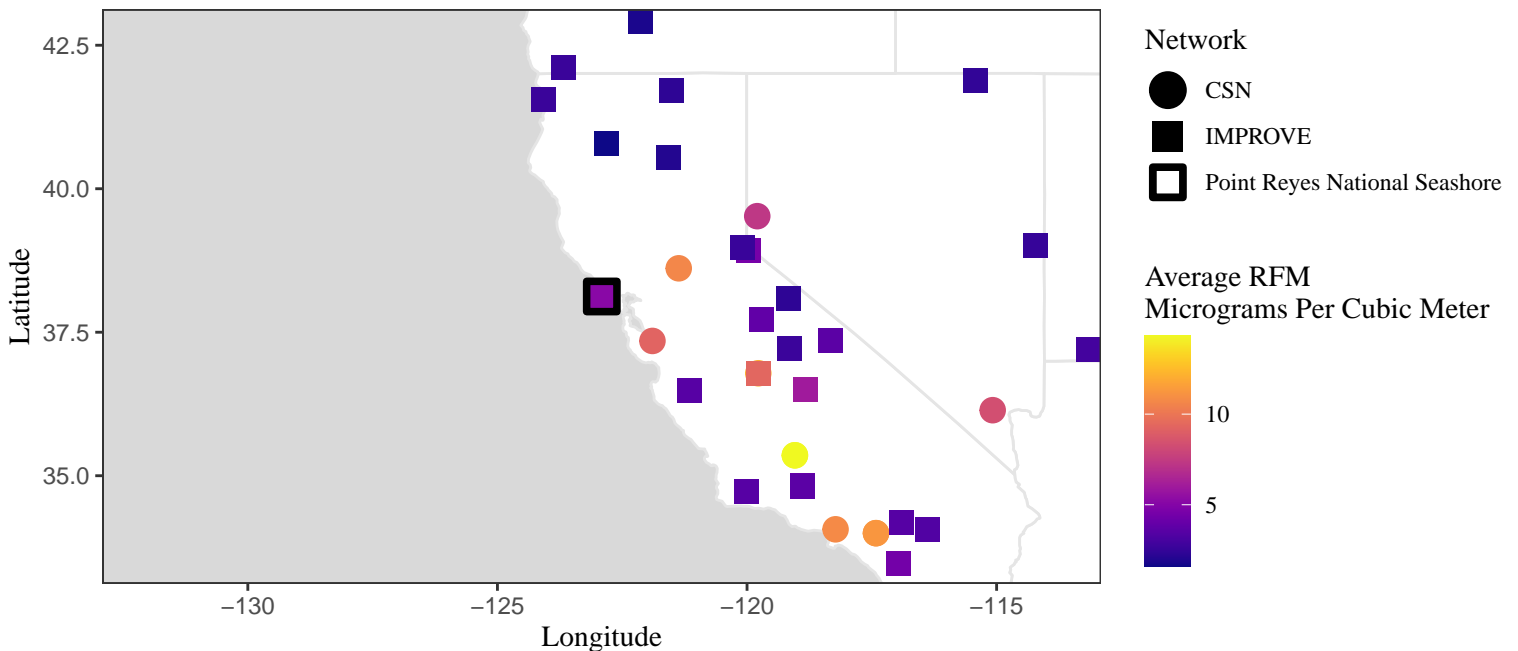 42.5
40.0
37.5
35.0
Latitude
−130
−125
−120
−115
Longitude
Network
CSN
IMPROVE
Point Reyes National Seashore
Average RFM
Micrograms Per Cubic Meter
10
5